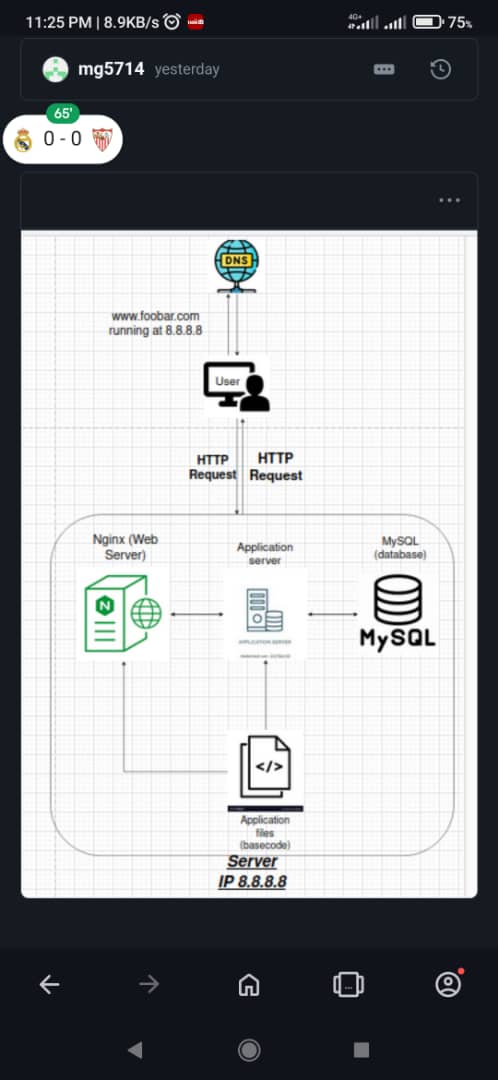 11:25 PM | 8.9KB/s
4G+
75%
mg5714 yesterday
65'
0 - 0
DNS
www.foobar.com
running at 8.8.8.8
User
HTTP
Request
HTTP
Request
Nginx (Web
Server)
Application
server
MySQL
(database)
N
APPLICATION SERVER
MySQL
</>
Application
files
(basecode)
Server
IP 8.8.8.8